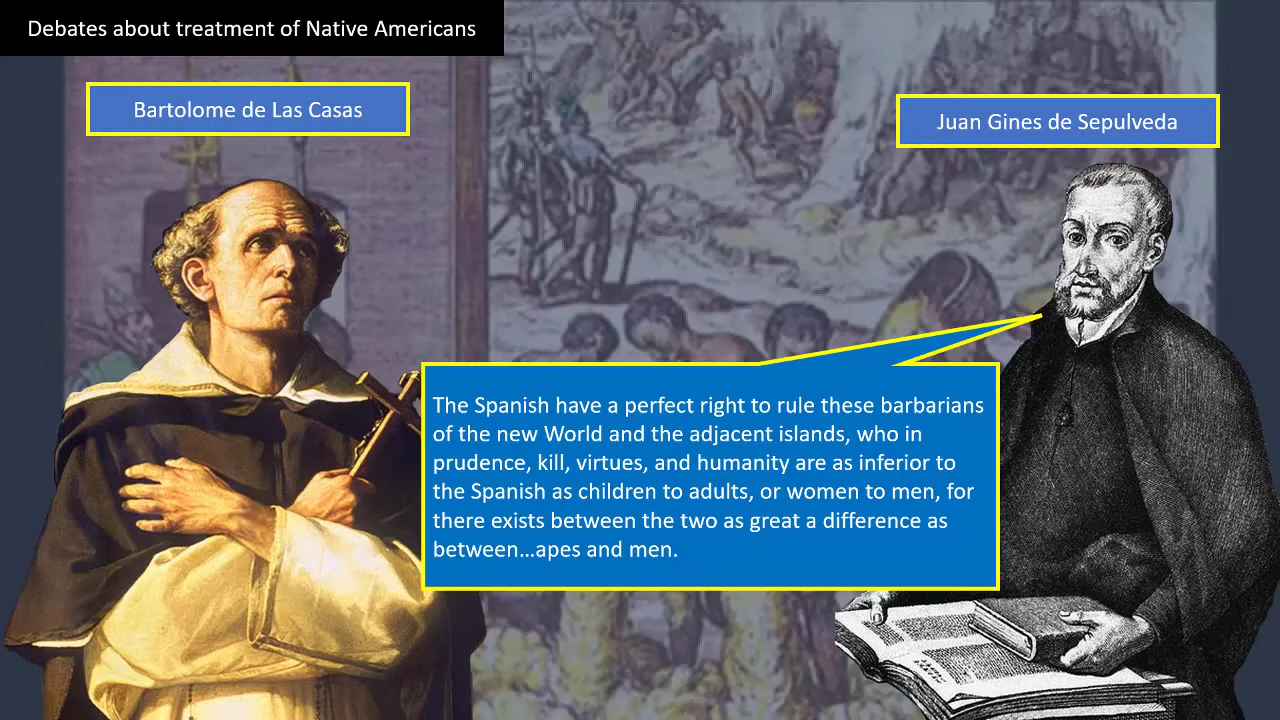 Debates about treatment of Native Americans
Bartolome de Las Casas
Juan Gines de Sepulveda
The Spanish have a perfect right to rule these barbarians
of the new World and the adjacent islands, who in
prudence, kill, virtues, and humanity are as inferior to
the Spanish as children to adults, or women to men, for
there exists between the two as great a difference as
between…apes and men.